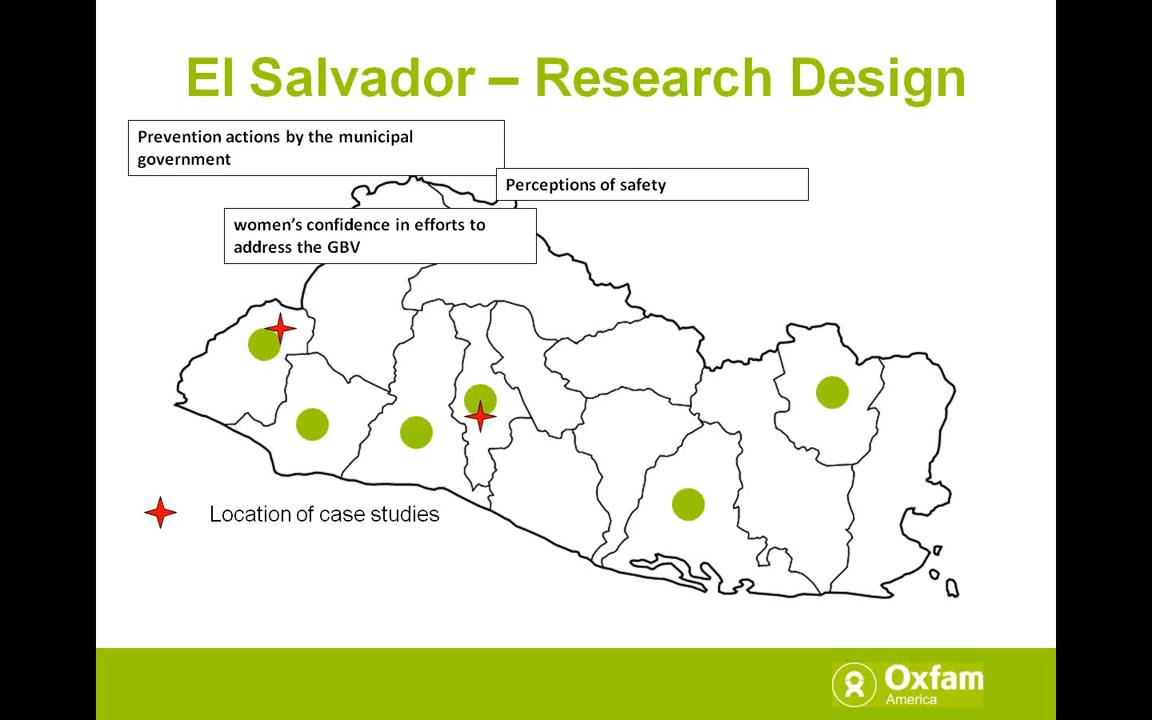 El Salvador – Research Design
Prevention actions by the municipal
government
Perceptions of safety
women’s confidence in efforts to
address the GBV
Location of case studies
Oxfam
America